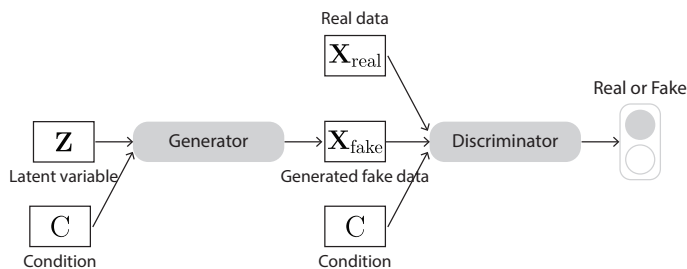 Real data
X_real
Real or Fake
Z
Generator
X_fake
Discriminator
Latent variable
Generated fake data
C
C
Condition
Condition